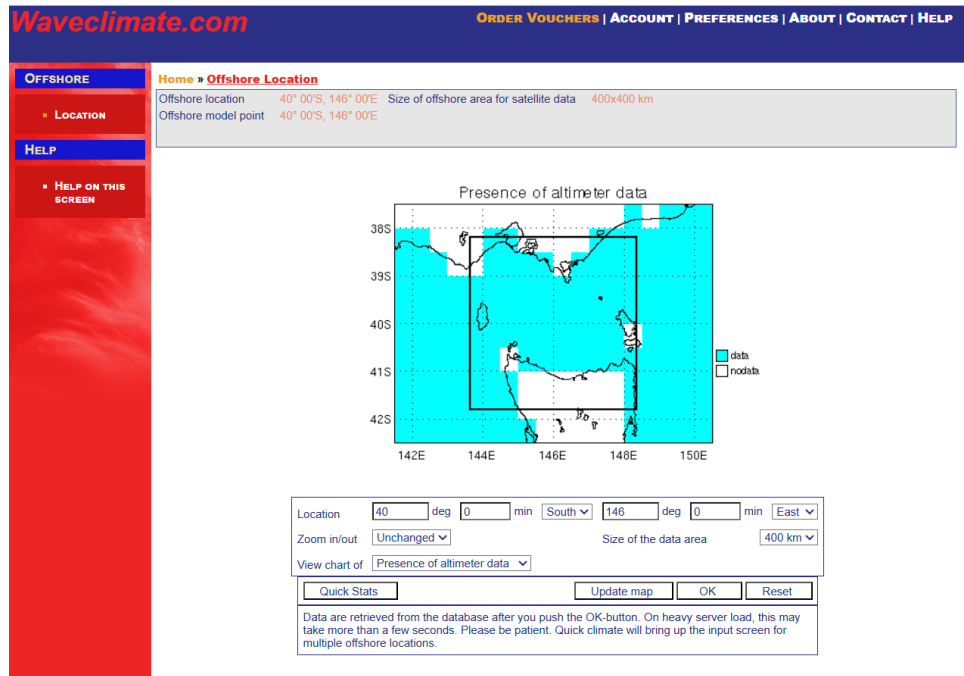 Waveclimate.com
ORDER VOUCHERS | ACCOUNT | PREFERENCES | ABOUT | CONTACT | HELP
OFFSHORE
LOCATION
HELP
HELP ON THIS
SCREEN
Home » Offshore Location
Offshore location 40° 00'S, 146° 00'E Size of offshore area for satellite data 400x400 km
Offshore model point 40° 00'S, 146° 00'E
Presence of altimeter data
38S
39S
40S
41S
42S
142E 144E 146E 148E 150E
data
nodata
Location 40 deg 0 min South 146 deg 0 min East
Zoom in/out Unchanged Size of the data area 400 km
View chart of Presence of altimeter data
Quick Stats Update map OK Reset
Data are retrieved from the database after you push the OK-button. On heavy server load, this may
take more than a few seconds. Please be patient. Quick climate will bring up the input screen for
multiple offshore locations.